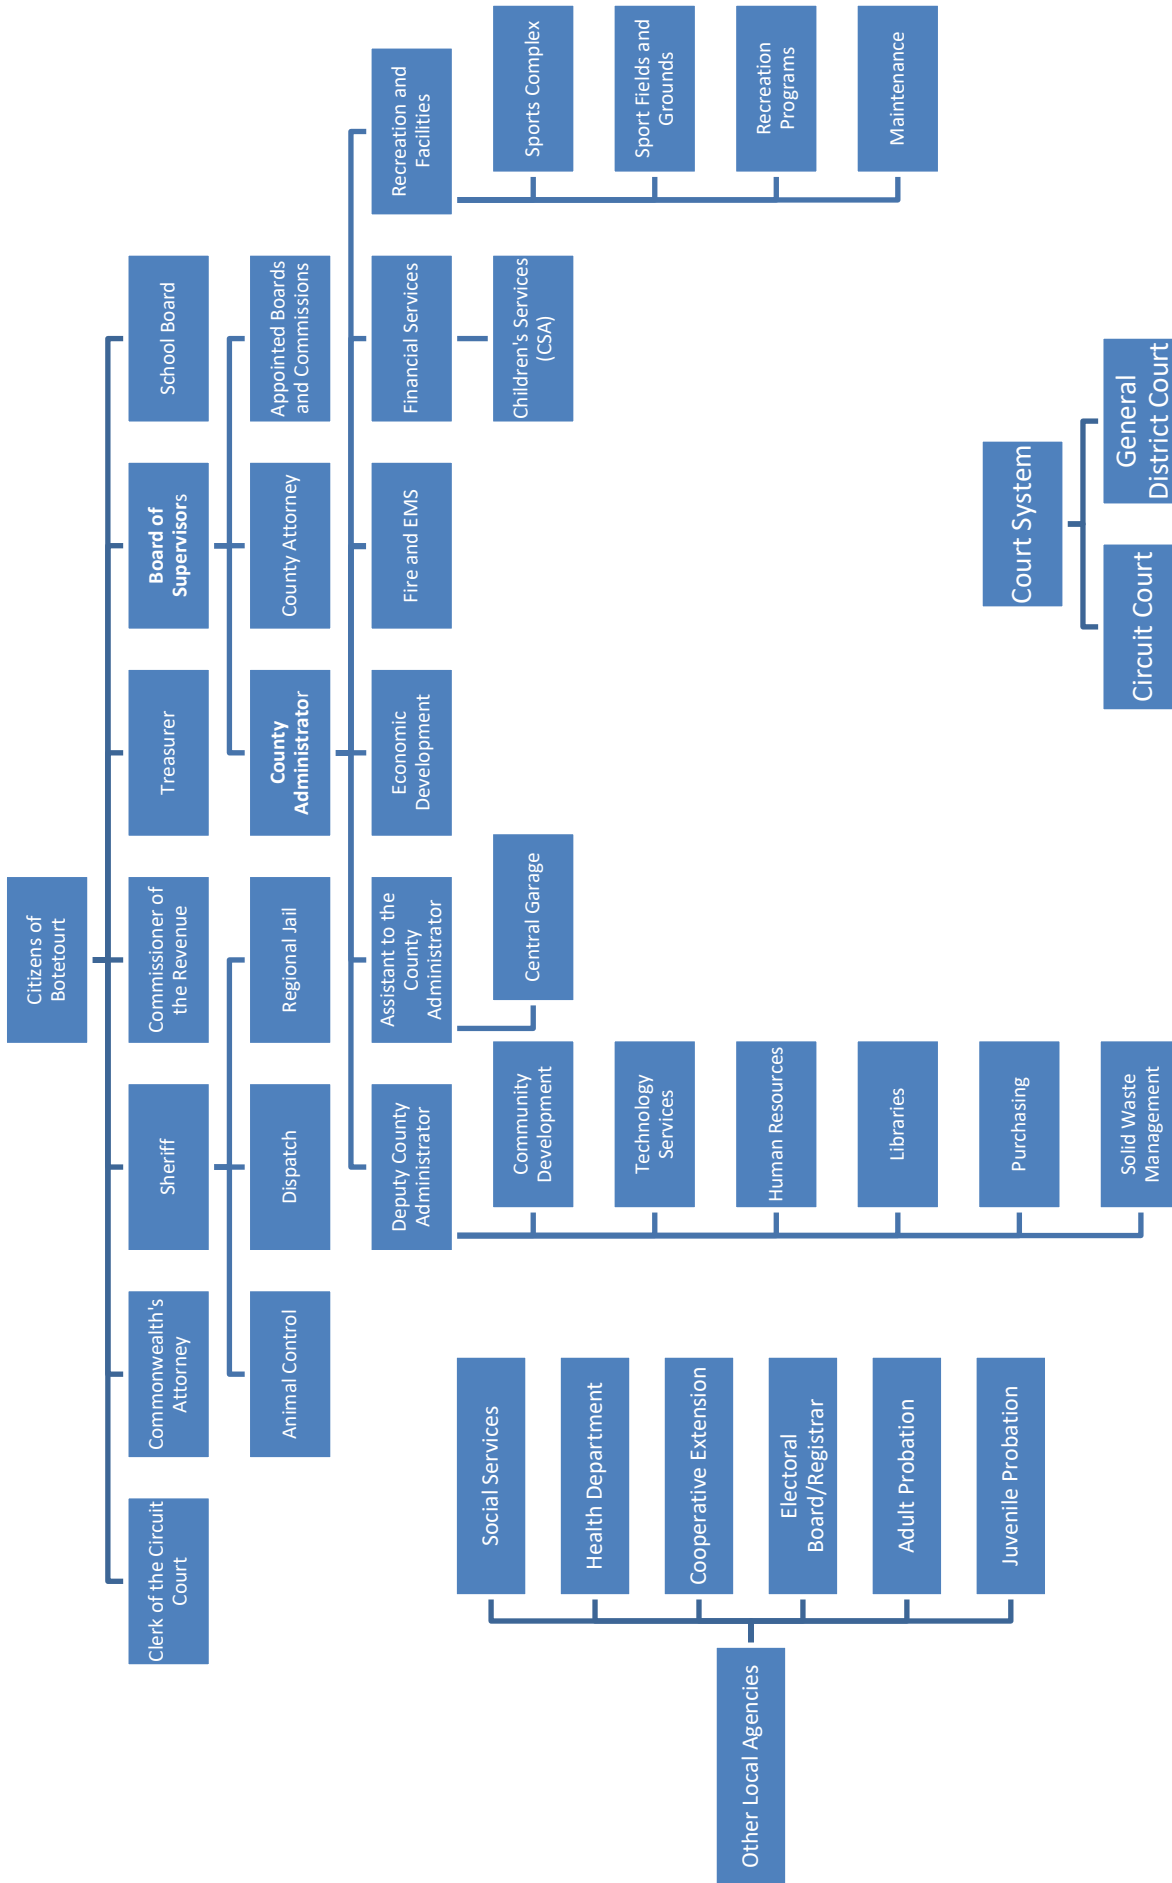 Citizens of
Botetourt
Clerk of the Circuit
Court
Commonwealth's
Attorney
Sheriff
Commissioner of
the Revenue
Treasurer
Board of
Supervisors
School Board
Animal Control
Dispatch
Regional Jail
County
Administrator
County Attorney
Appointed Boards
and Commissions
Deputy County
Administrator
Assistant to the
County
Administrator
Economic
Development
Fire and EMS
Financial Services
Recreation and
Facilities
Community
Development
Technology
Services
Human Resources
Libraries
Purchasing
Solid Waste
Management
Central Garage
Children's Services
(CSA)
Sports Complex
Sport Fields and
Grounds
Recreation
Programs
Maintenance
Other Local Agencies
Social Services
Health Department
Cooperative Extension
Electoral
Board/Registrar
Adult Probation
Juvenile Probation
Court System
Circuit Court
General
District Court